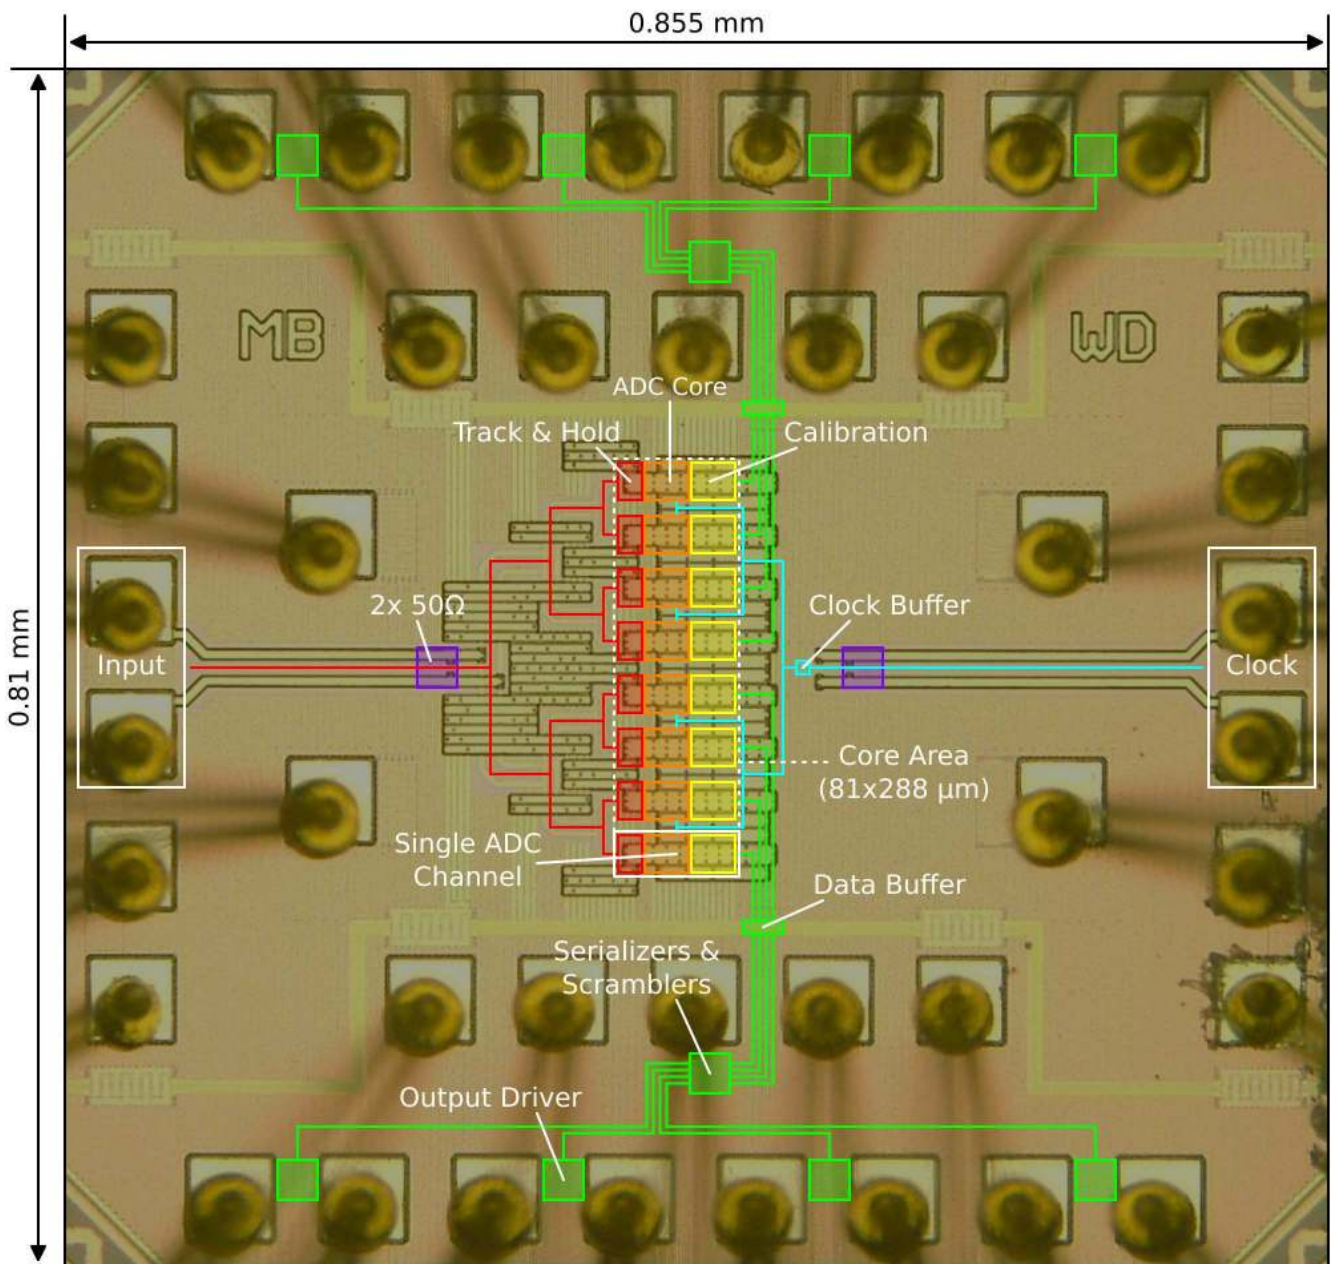 0.855 mm
0.81 mm
MB
WD
ADC Core
Track & Hold
Calibration
2x 50Ω
Clock Buffer
Input
Clock
Core Area
(81x288 µm)
Single ADC
Channel
Data Buffer
Serializers &
Scramblers
Output Driver